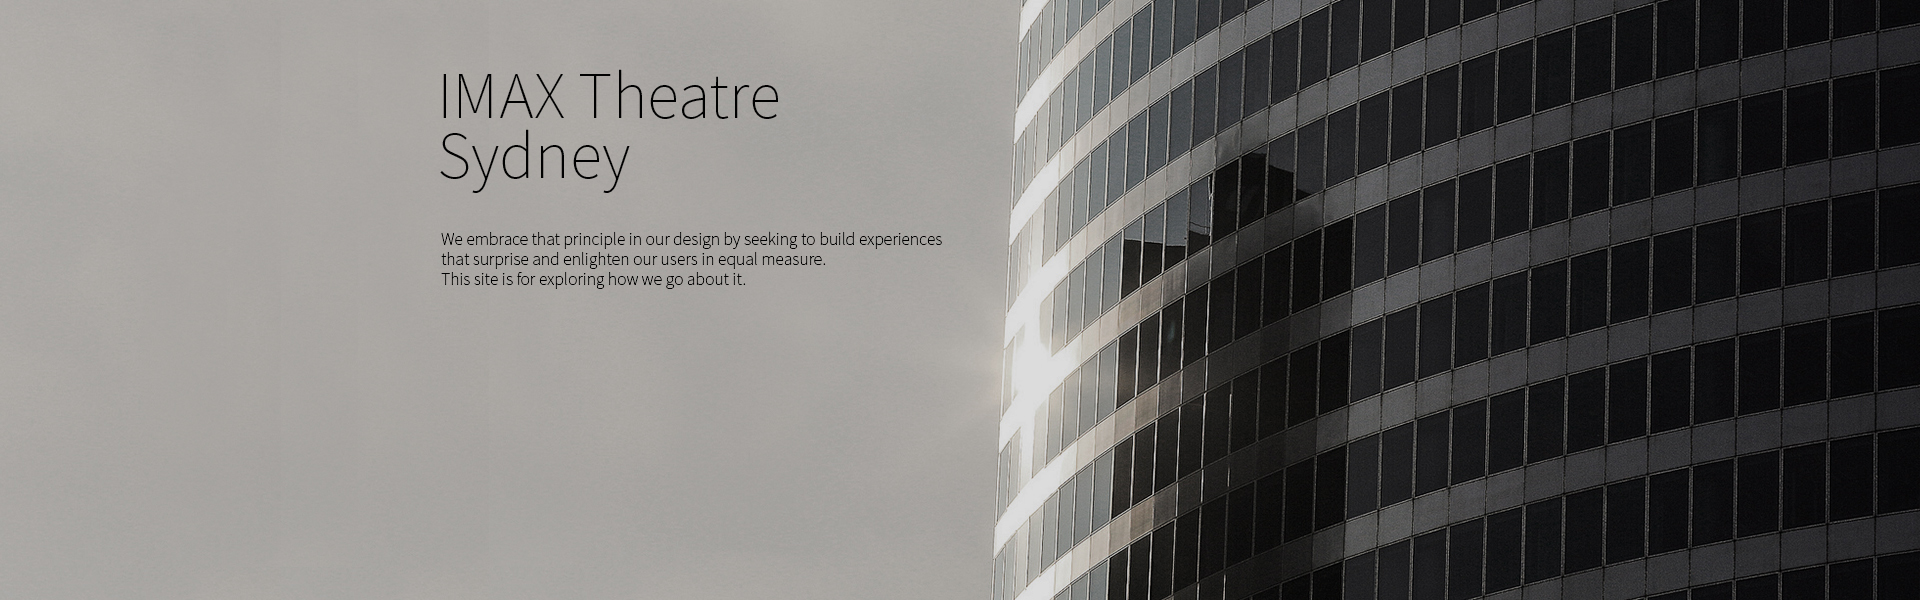 IMAX Theatre
Sydney
We embrace that principle in our design by seeking to build experiences
that surprise and enlighten our users in equal measure.
This site is for exploring how we go about it.